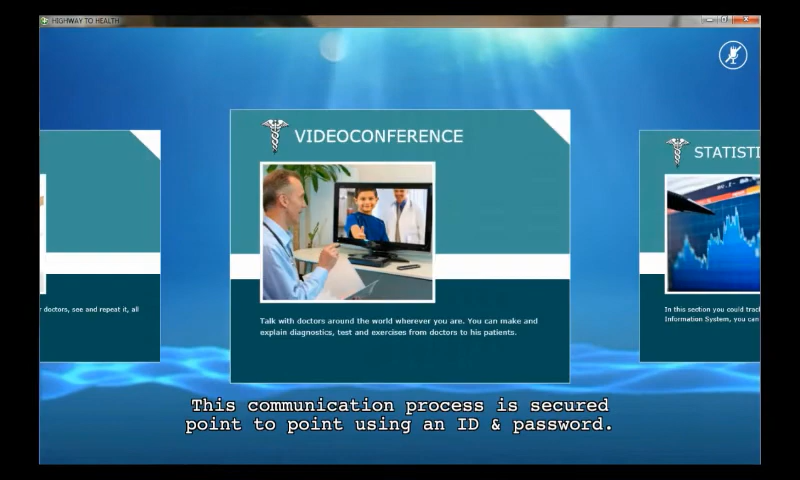 HIGHWAY TO HEALTH
VIDEOCONFERENCE
STATISTI
r doctors, see and repeat it, all
Talk with doctors around the world wherever you are. You can make and
explain diagnostics, test and exercises from doctors to his patients.
In this section you could trac
Information System, you can
This communication process is secured
point to point using an ID & password.